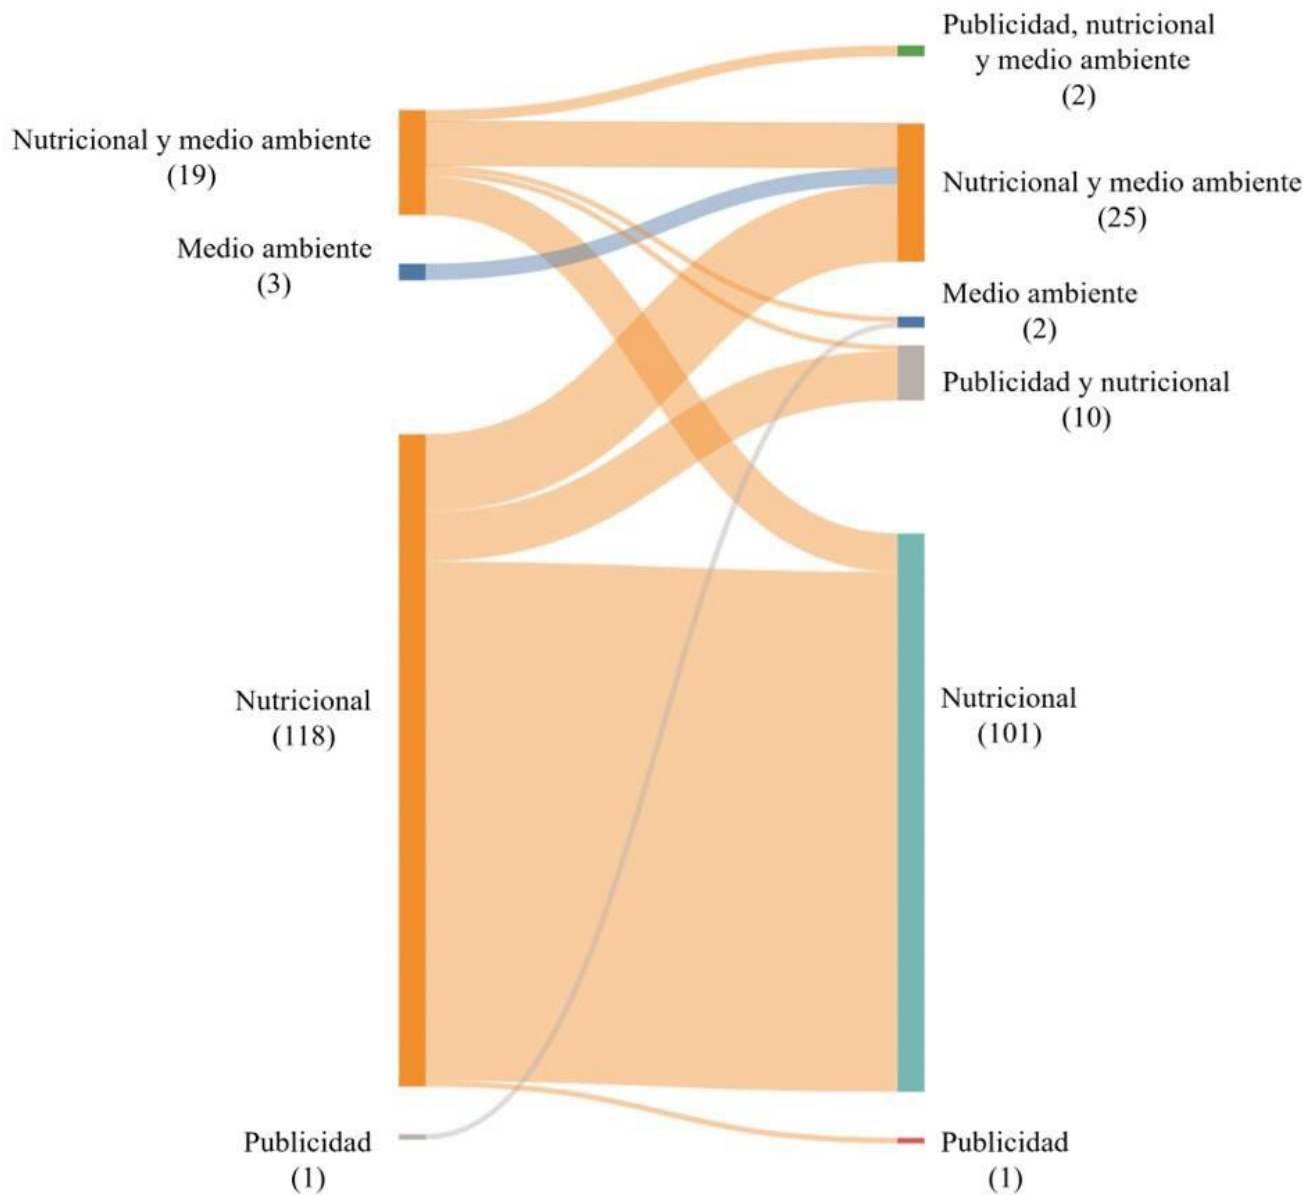 Nutricional y medio ambiente
(19)
Medio ambiente
(3)
Nutricional
(118)
Publicidad
(1)
Publicidad, nutricional
y medio ambiente
(2)
Nutricional y medio ambiente
(25)
Medio ambiente
(2)
Publicidad y nutricional
(10)
Nutricional
(101)
Publicidad
(1)